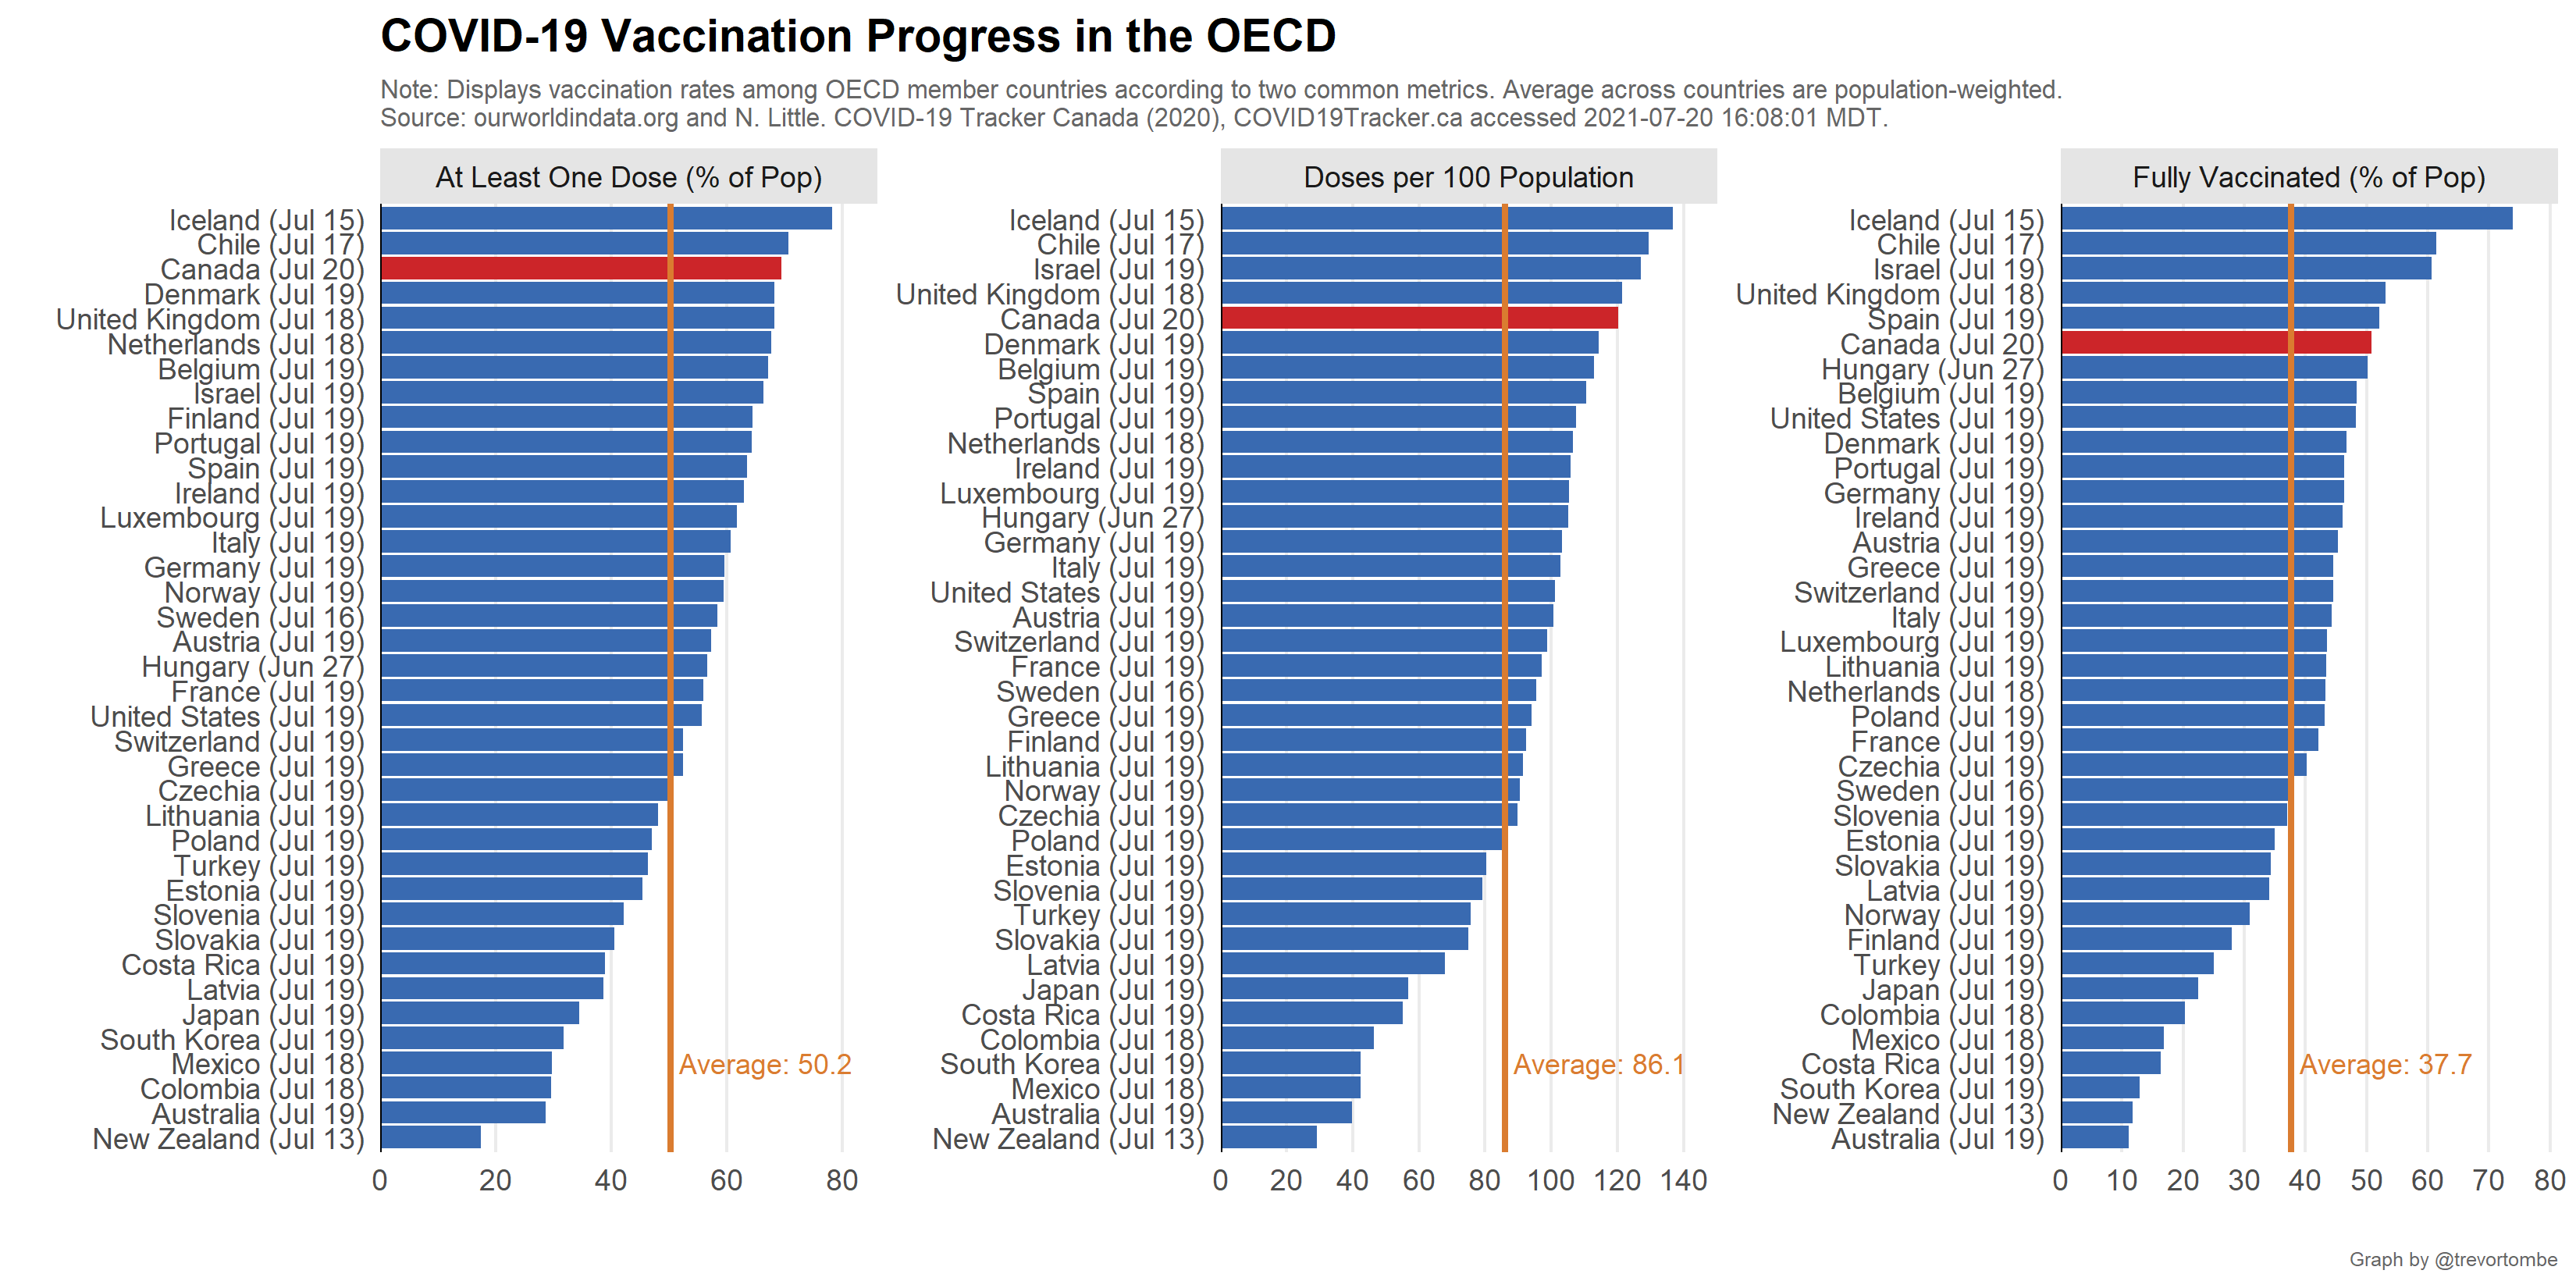 COVID-19 Vaccination Progress in the OECD
Note: Displays vaccination rates among OECD member countries according to two common metrics. Average across countries are population-weighted.
Source: ourworldindata.org and N. Little. COVID-19 Tracker Canada (2020), COVID19Tracker.ca accessed 2021-07-20 16:08:01 MDT.
At Least One Dose (% of Pop)
Iceland (Jul 15)
Chile (Jul 17)
Canada (Jul 20)
Denmark (Jul 19)
United Kingdom (Jul 18)
Netherlands (Jul 18)
Belgium (Jul 19)
Israel (Jul 19)
Finland (Jul 19)
Portugal (Jul 19)
Spain (Jul 19)
Ireland (Jul 19)
Luxembourg (Jul 19)
Italy (Jul 19)
Germany (Jul 19)
Norway (Jul 19)
Sweden (Jul 16)
Austria (Jul 19)
Hungary (Jun 27)
France (Jul 19)
United States (Jul 19)
Switzerland (Jul 19)
Greece (Jul 19)
Czechia (Jul 19)
Lithuania (Jul 19)
Poland (Jul 19)
Turkey (Jul 19)
Estonia (Jul 19)
Slovenia (Jul 19)
Slovakia (Jul 19)
Costa Rica (Jul 19)
Latvia (Jul 19)
Japan (Jul 19)
South Korea (Jul 19)
Mexico (Jul 18)
Colombia (Jul 18)
Australia (Jul 19)
New Zealand (Jul 13)
Average: 50.2
0 20 40 60 80
Doses per 100 Population
Iceland (Jul 15)
Chile (Jul 17)
Israel (Jul 19)
United Kingdom (Jul 18)
Canada (Jul 20)
Denmark (Jul 19)
Belgium (Jul 19)
Spain (Jul 19)
Portugal (Jul 19)
Netherlands (Jul 18)
Ireland (Jul 19)
Luxembourg (Jul 19)
Hungary (Jun 27)
Germany (Jul 19)
Italy (Jul 19)
United States (Jul 19)
Austria (Jul 19)
Switzerland (Jul 19)
France (Jul 19)
Sweden (Jul 16)
Greece (Jul 19)
Finland (Jul 19)
Lithuania (Jul 19)
Norway (Jul 19)
Czechia (Jul 19)
Poland (Jul 19)
Estonia (Jul 19)
Slovenia (Jul 19)
Turkey (Jul 19)
Slovakia (Jul 19)
Latvia (Jul 19)
Japan (Jul 19)
Costa Rica (Jul 19)
Colombia (Jul 18)
South Korea (Jul 19)
Mexico (Jul 18)
Australia (Jul 19)
New Zealand (Jul 13)
Average: 86.1
0 20 40 60 80 100 120 140
Fully Vaccinated (% of Pop)
Iceland (Jul 15)
Chile (Jul 17)
Israel (Jul 19)
United Kingdom (Jul 18)
Spain (Jul 19)
Canada (Jul 20)
Hungary (Jun 27)
Belgium (Jul 19)
United States (Jul 19)
Denmark (Jul 19)
Portugal (Jul 19)
Germany (Jul 19)
Ireland (Jul 19)
Austria (Jul 19)
Greece (Jul 19)
Switzerland (Jul 19)
Italy (Jul 19)
Luxembourg (Jul 19)
Lithuania (Jul 19)
Netherlands (Jul 18)
Poland (Jul 19)
France (Jul 19)
Czechia (Jul 19)
Sweden (Jul 16)
Slovenia (Jul 19)
Estonia (Jul 19)
Slovakia (Jul 19)
Latvia (Jul 19)
Norway (Jul 19)
Finland (Jul 19)
Turkey (Jul 19)
Japan (Jul 19)
Colombia (Jul 18)
Mexico (Jul 18)
Costa Rica (Jul 19)
South Korea (Jul 19)
New Zealand (Jul 13)
Australia (Jul 19)
Average: 37.7
0 10 20 30 40 50 60 70 80
Graph by @trevortombe